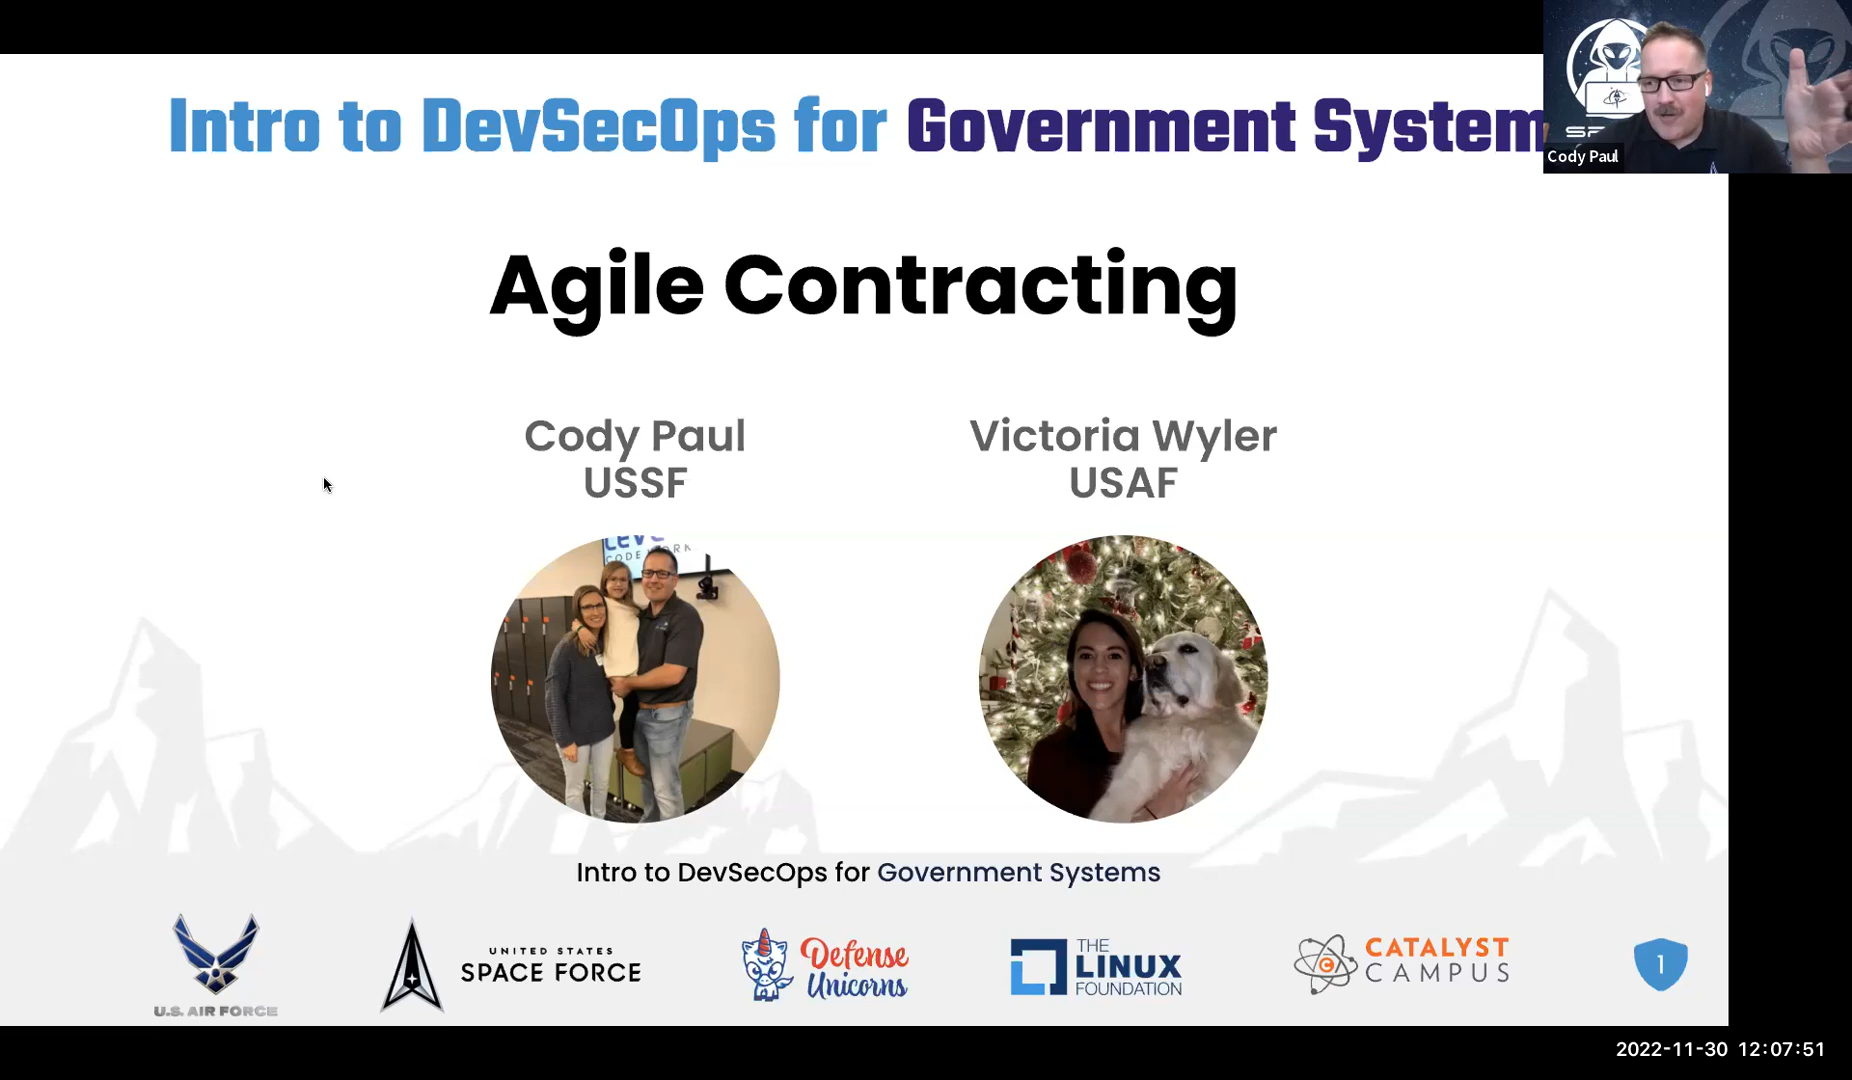 Intro to DevSecOps for Government System
Cody Paul
Agile Contracting
Cody Paul
USSF
Victoria Wyler
USAF
Intro to DevSecOps for Government Systems
U.S. AIR FORCE
UNITED STATES
SPACE FORCE
Defense
Unicorns
THE
LINUX
FOUNDATION
C
CATALYST
CAMPUS
1
2022-11-30 12:07:51